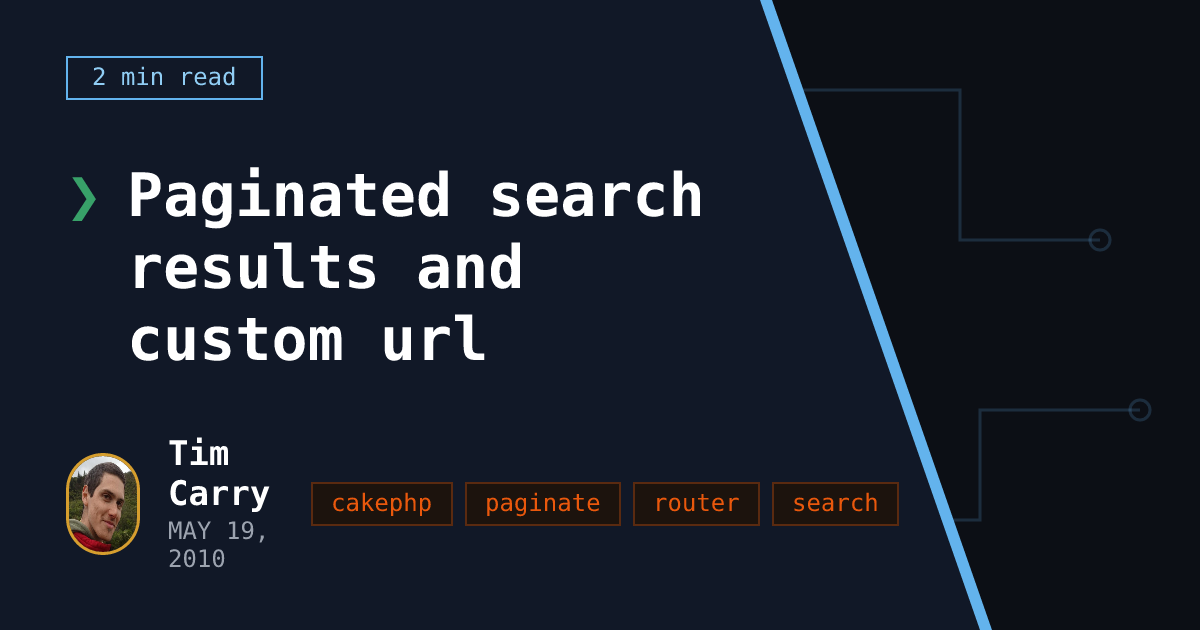 2 min read
❯ Paginated search
results and
custom url
Tim
Carry
MAY 19,
2010
cakephp paginate router search